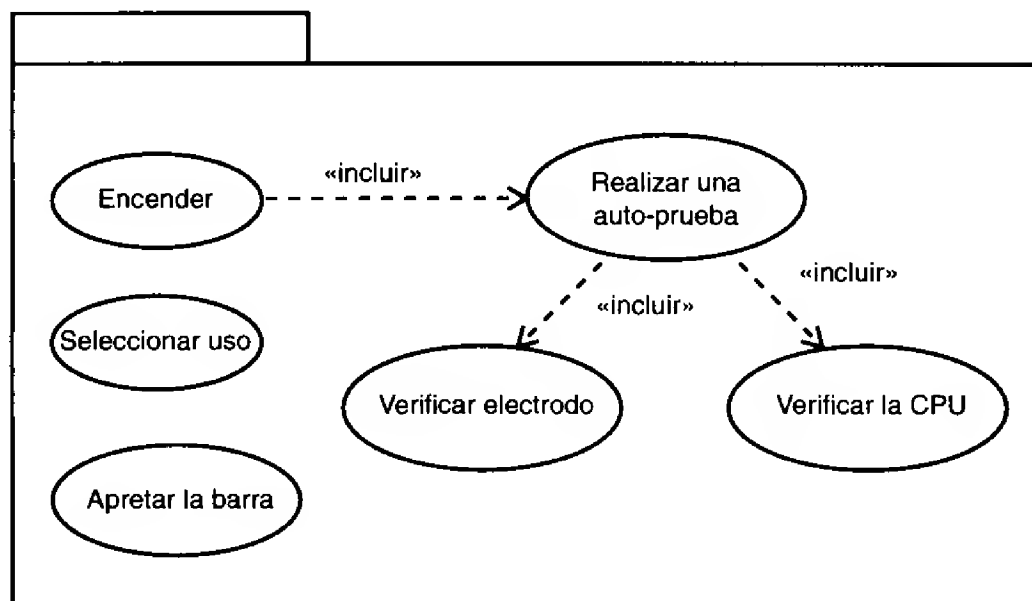 Encender
«incluir»
Realizar una
auto-prueba
«incluir»
«incluir»
Seleccionar uso
Verificar electrodo
Verificar la CPU
Apretar la barra